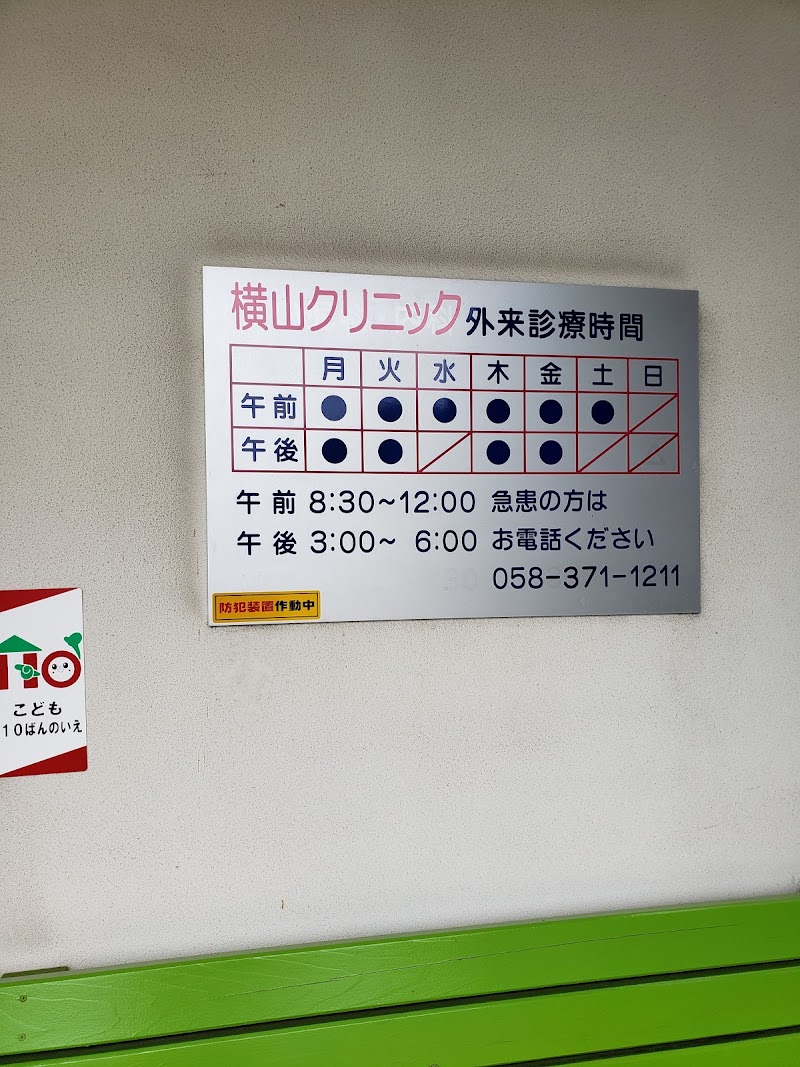 横山クリニック 外来診療時間
月 火 水 木 金 土 日
午前 ● ● ● ● ● ● ／
午後 ● ● ／ ● ● ／ ／
午前 8:30~12:00 急患の方は
午後 3:00~ 6:00 お電話ください
058-371-1211
防犯装置作動中
110
こども
10ばんのいえ